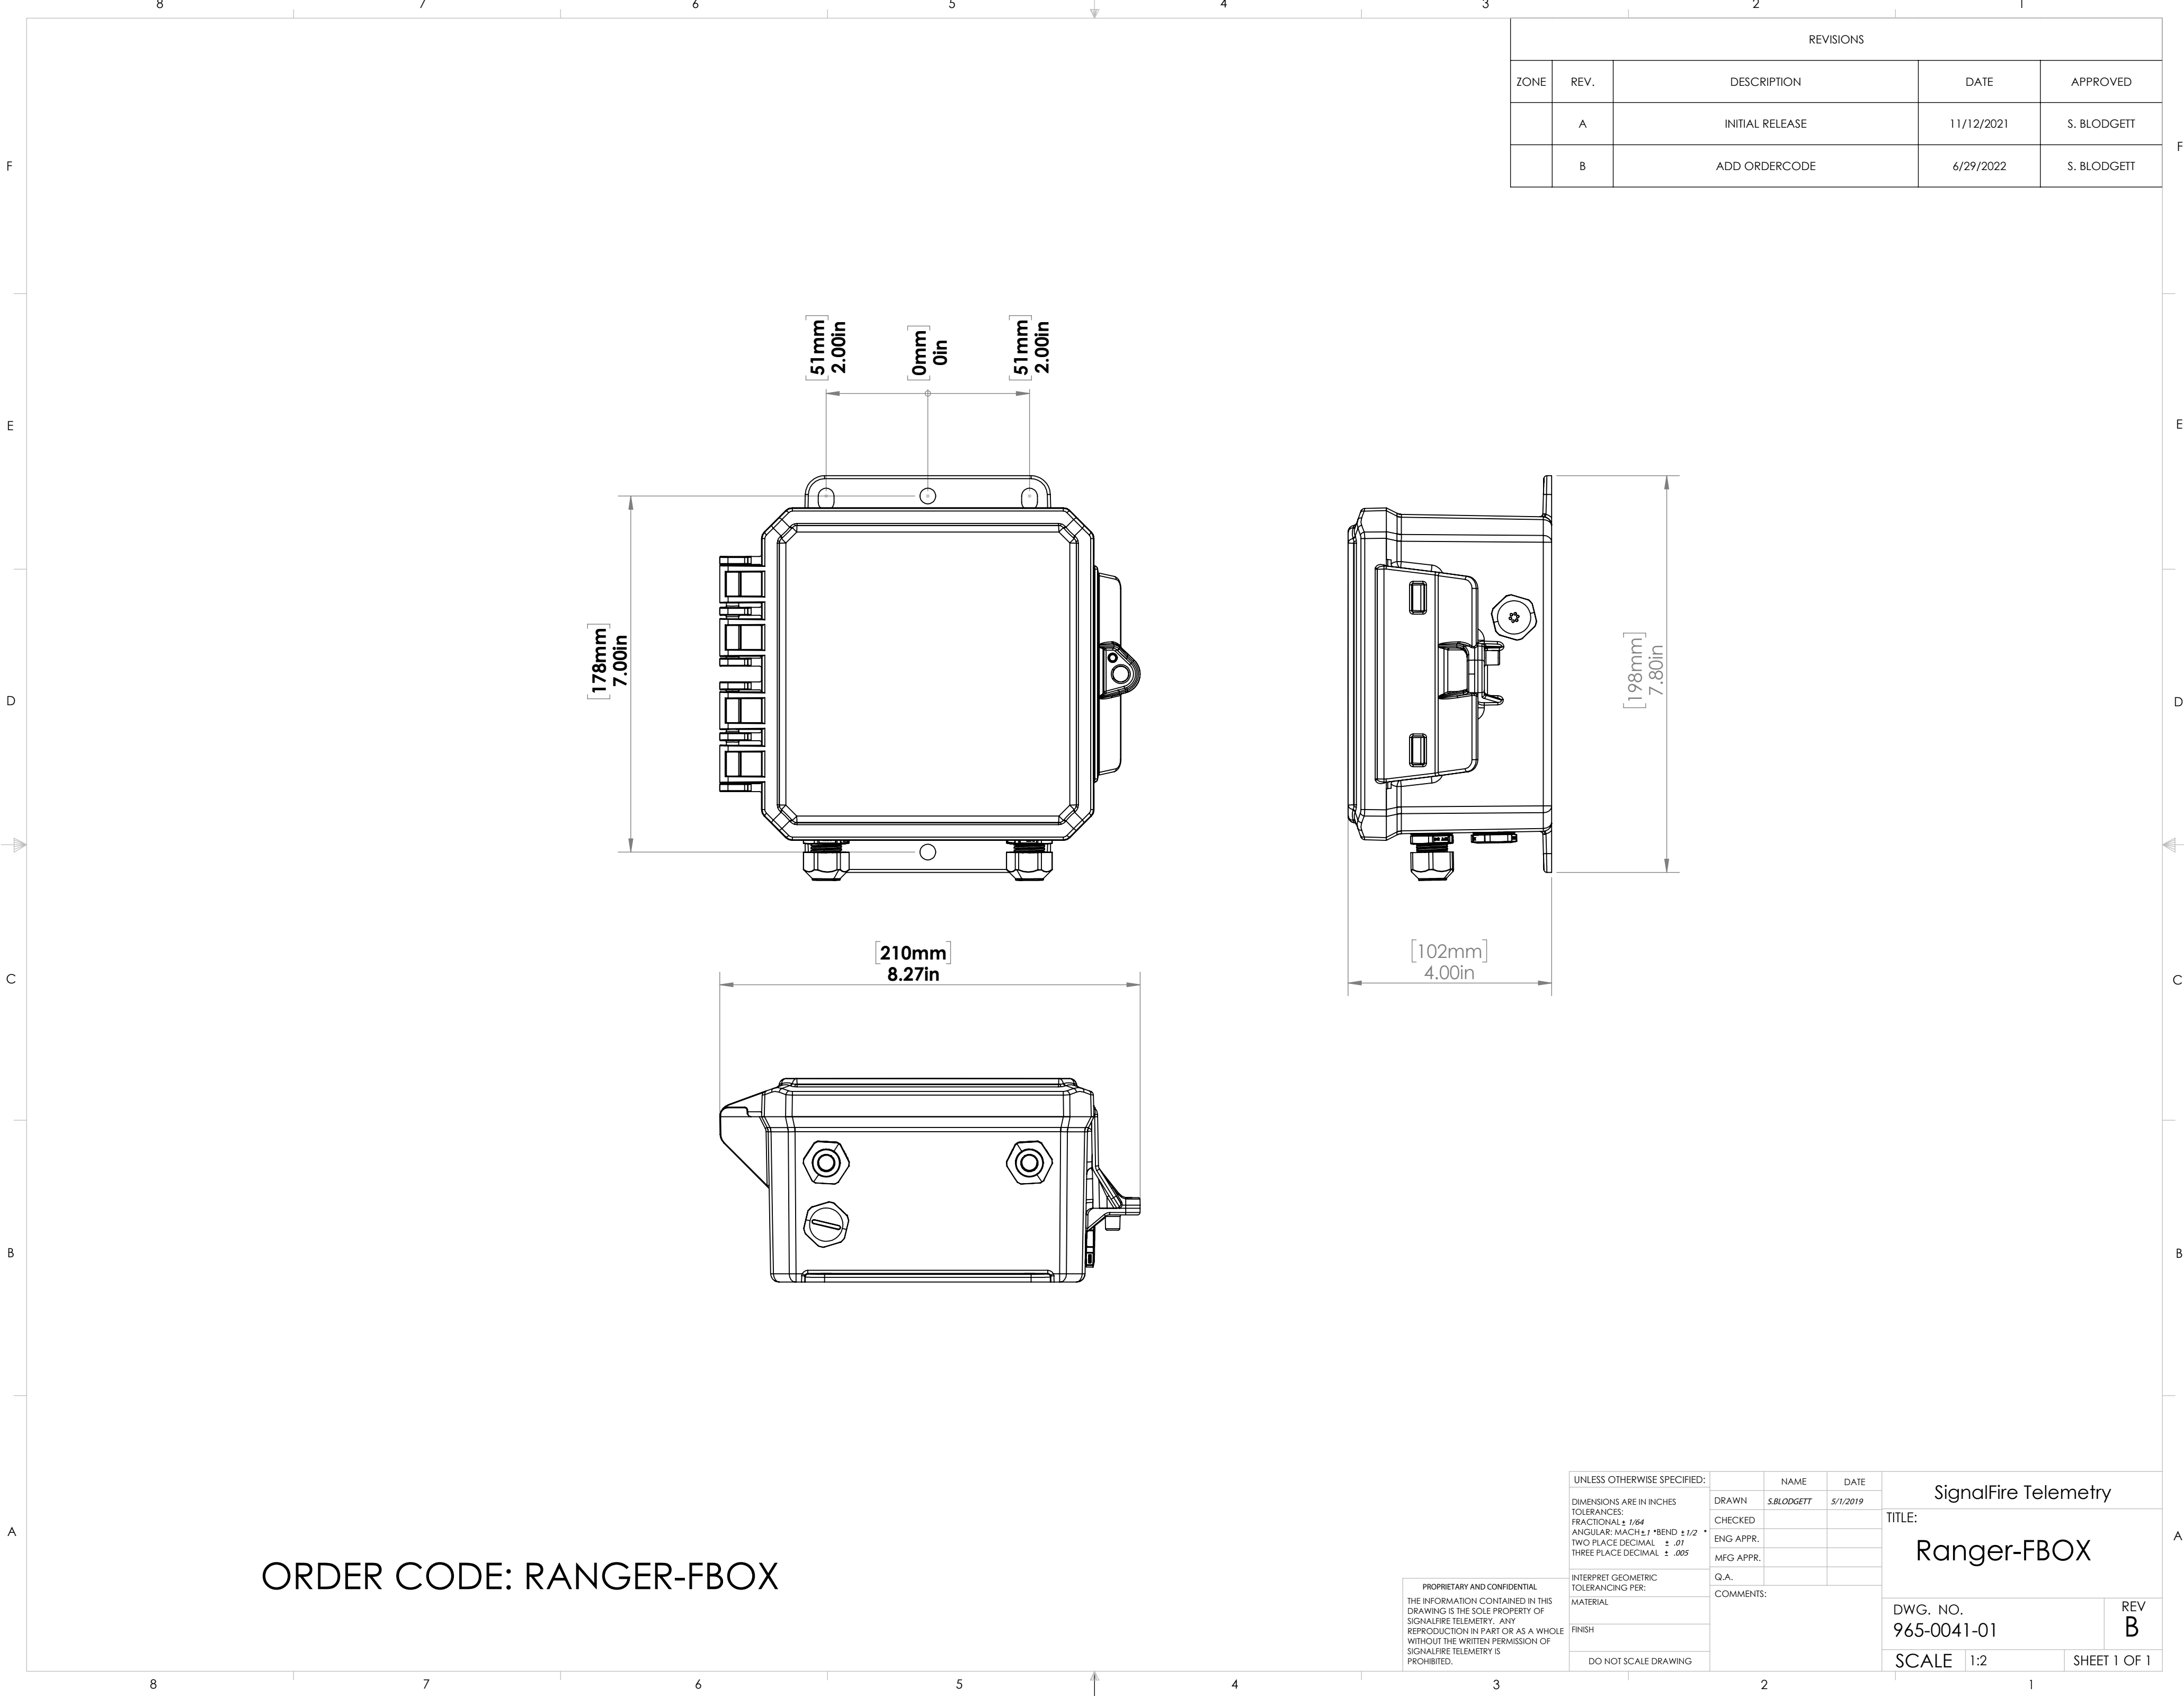 8 7 6 5 4 3 2 1
REVISIONS
ZONE REV. DESCRIPTION DATE APPROVED
A INITIAL RELEASE 11/12/2021 S. BLODGETT
B ADD ORDERCODE 6/29/2022 S. BLODGETT
F F
[51mm] 2.00in
[0mm] 0in
[51mm] 2.00in
E E
[178mm]
7.00in
[198mm]
7.80in
D D
[210mm]
8.27in
[102mm]
4.00in
C C
B B
A A
ORDER CODE: RANGER-FBOX
PROPRIETARY AND CONFIDENTIAL
THE INFORMATION CONTAINED IN THIS
DRAWING IS THE SOLE PROPERTY OF
SIGNALFIRE TELEMETRY. ANY
REPRODUCTION IN PART OR AS A WHOLE
WITHOUT THE WRITTEN PERMISSION OF
SIGNALFIRE TELEMETRY IS
PROHIBITED.
UNLESS OTHERWISE SPECIFIED:
DIMENSIONS ARE IN INCHES
TOLERANCES:
FRACTIONAL ± 1/64
ANGULAR: MACH ± .1 ° BEND ± 1/2 °
TWO PLACE DECIMAL ± .01
THREE PLACE DECIMAL ± .005
INTERPRET GEOMETRIC
TOLERANCING PER:
MATERIAL
FINISH
DO NOT SCALE DRAWING
NAME DATE
DRAWN S.BLODGETT 5/1/2019
CHECKED
ENG APPR.
MFG APPR.
Q.A.
COMMENTS:
SignalFire Telemetry
TITLE:
Ranger-FBOX
DWG. NO.
965-0041-01
REV
B
SCALE 1:2
SHEET 1 OF 1
8 7 6 5 4 3 2 1